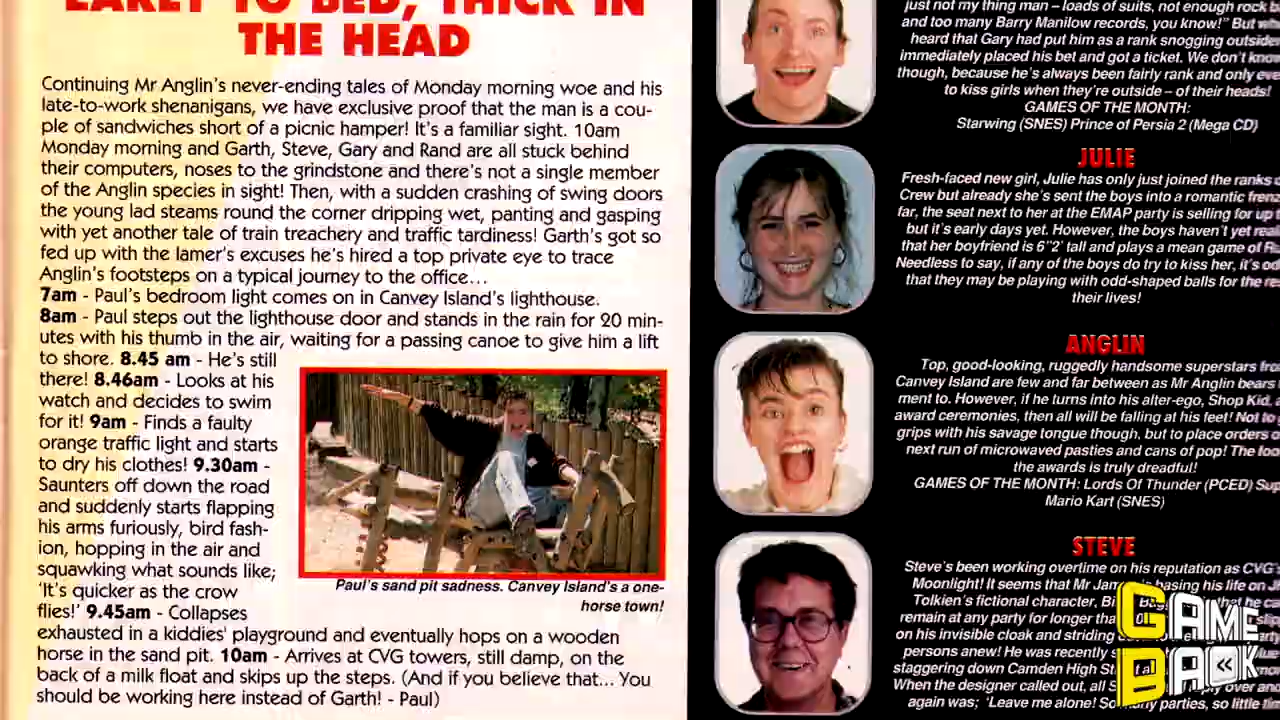 EARLY TO BED, THICK IN
THE HEAD
Continuing Mr Anglin's never-ending tales of Monday morning woe and his
late-to-work shenanigans, we have exclusive proof that the man is a cou-
ple of sandwiches short of a picnic hamper! It's a familiar sight. 10am
Monday morning and Garth, Steve, Gary and Rand are all stuck behind
their computers, noses to the grindstone and there's not a single member
of the Anglin species in sight! Then, with a sudden crashing of swing doors
the young lad steams round the corner dripping wet, panting and gasping
with yet another tale of train treachery and traffic tardiness! Garth's got so
fed up with the lamer's excuses he's hired a top private eye to trace
Anglin's footsteps on a typical journey to the office...
7am - Paul's bedroom light comes on in Canvey Island's lighthouse.
8am - Paul steps out the lighthouse door and stands in the rain for 20 min-
utes with his thumb in the air, waiting for a passing canoe to give him a lift
to shore. 8.45 am - He's still
there! 8.46am - Looks at his
watch and decides to swim
for it! 9am - Finds a faulty
orange traffic light and starts
to dry his clothes! 9.30am -
Saunters off down the road
and suddenly starts flapping
his arms furiously, bird fash-
ion, hopping in the air and
squawking what sounds like;
'It's quicker as the crow
flies!' 9.45am - Collapses
exhausted in a kiddies' playground and eventually hops on a wooden
horse in the sand pit. 10am - Arrives at CVG towers, still damp, on the
back of a milk float and skips up the steps. (And if you believe that... You
should be working here instead of Garth! - Paul)
Paul's sand pit sadness. Canvey Island's a one-
horse town!
just not my thing man – loads of suits, not enough rock
and too many Barry Manilow records, you know!" But
heard that Gary had put him as a rank snogging outside
immediately placed his bet and got a ticket. We don't know
though, because he's always been fairly rank and only
to kiss girls when they're outside – of their heads!
GAMES OF THE MONTH:
Starwing (SNES) Prince of Persia 2 (Mega CD)
JULIE
Fresh-faced new girl, Julie has only just joined the ranks
Crew but already she's sent the boys into a romantic
far, the seat next to her at the EMAP party is selling for up
but it's early days yet. However, the boys haven't yet
that her boyfriend is 6"2' tall and plays a mean game of
Needless to say, if any of the boys do try to kiss her, it's
that they may be playing with odd-shaped balls for the
their lives!
ANGLIN
Top, good-looking, ruggedly handsome superstars
Canvey Island are few and far between as Mr Anglin bears
ment to. However, if he turns into his alter-ego, Shop Kid,
award ceremonies, then all will be falling at his feet! Not
grips with his savage tongue though, but to place orders
next run of microwaved pasties and cans of pop! The
the awards is truly dreadful!
GAMES OF THE MONTH: Lords Of Thunder (PCED)
Mario Kart (SNES)
STEVE
Steve's been working overtime on his reputation as CVG's
Moonlight! It seems that Mr basing his life on
Tolkien's fictional character, that he
remain at any party for longer than
on his invisible cloak and striding
persons anew! He was recently
staggering down Camden High
When the designer called out, all over and
again was; 'Leave me alone! So parties, so little
GAME
BACK